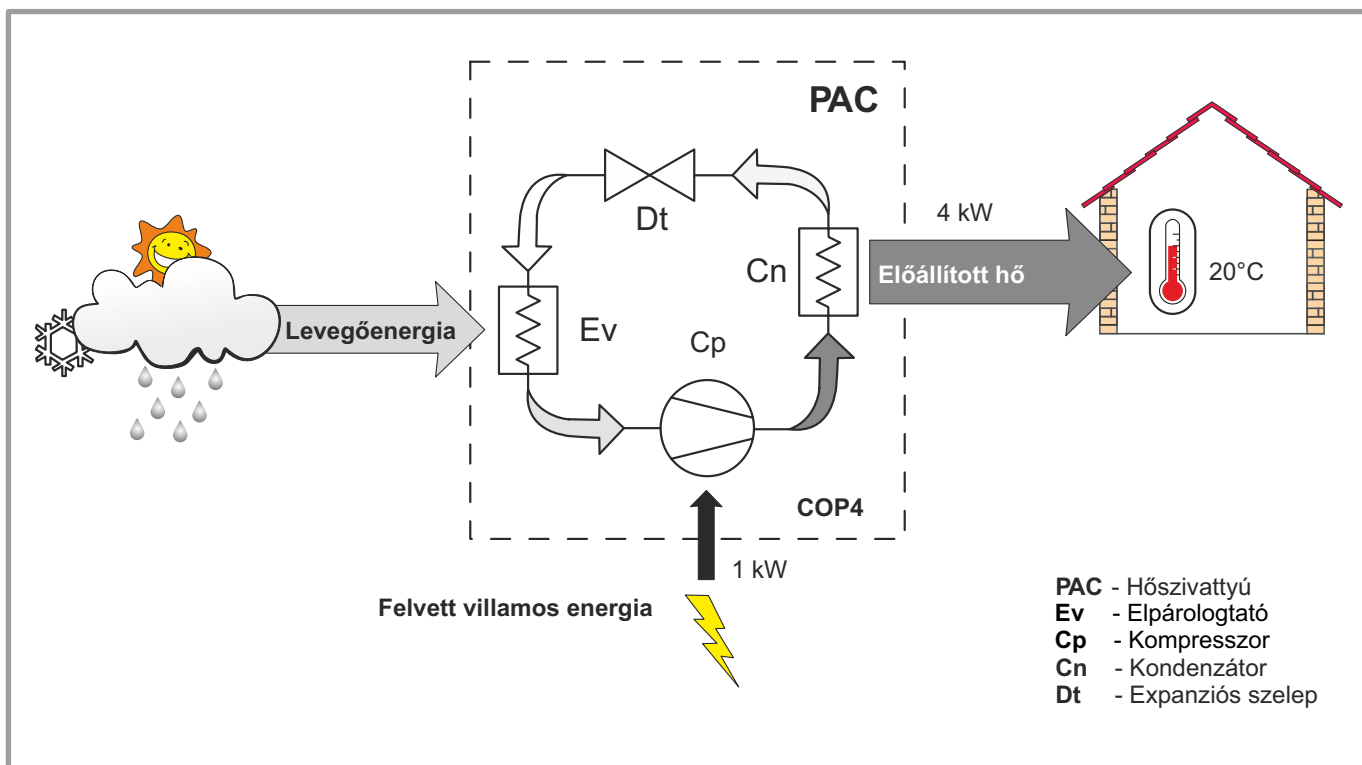 PAC
Dt
4 kW
Cn
Előállított hő
20°C
Levegőenergia
Ev
Cp
COP4
1 kW
Felvett villamos energia
PAC - Hőszivattyú
Ev - Elpárologtató
Cp - Kompresszor
Cn - Kondenzátor
Dt - Expanziós szelep